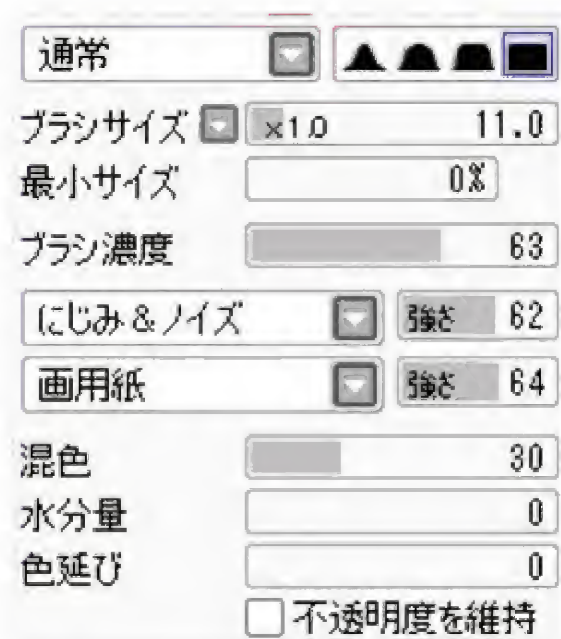 通常
ブラシサイズ ×1.0 11.0
最小サイズ 0%
ブラシ濃度 63
にじみ&ノイズ 強さ 62
画用紙 強さ 64
混色 30
水分量 0
色延び 0
不透明度を維持